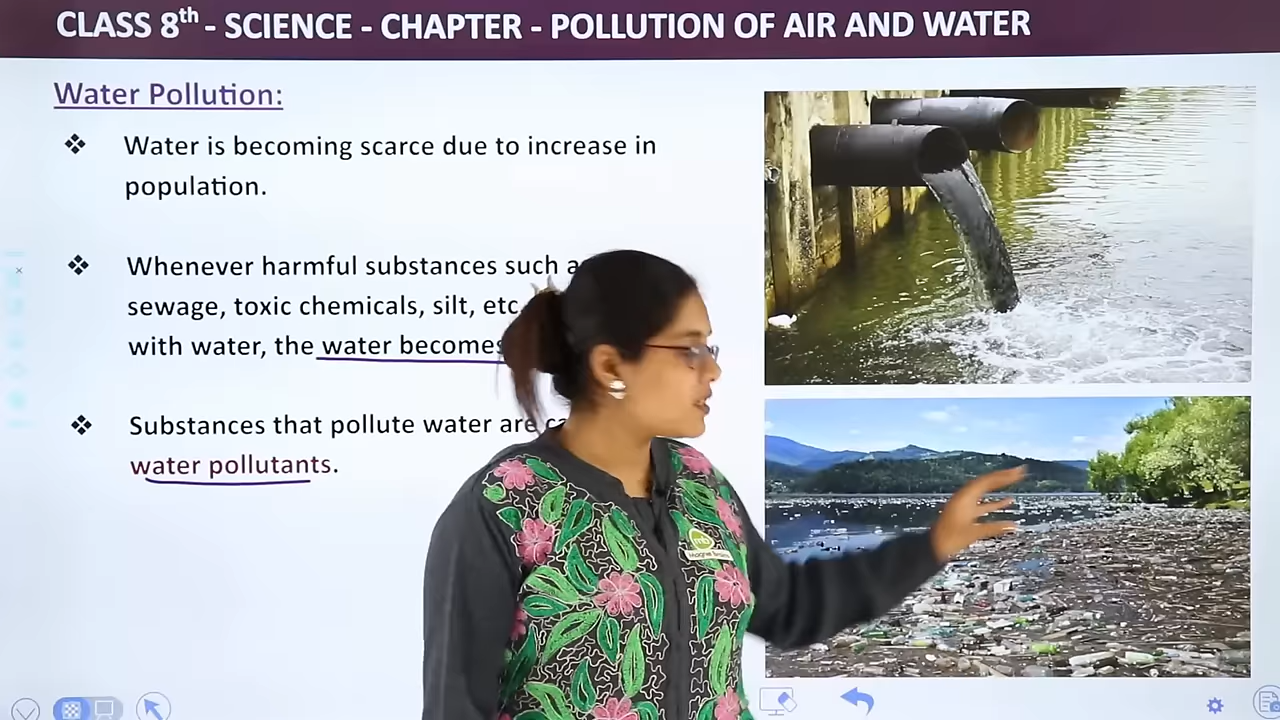 CLASS 8th - SCIENCE - CHAPTER - POLLUTION OF AIR AND WATER
Water Pollution:
Water is becoming scarce due to increase in
population.
Whenever harmful substances such
sewage, toxic chemicals, silt, etc
with water, the water becomes
Substances that pollute water are
water pollutants.
mb